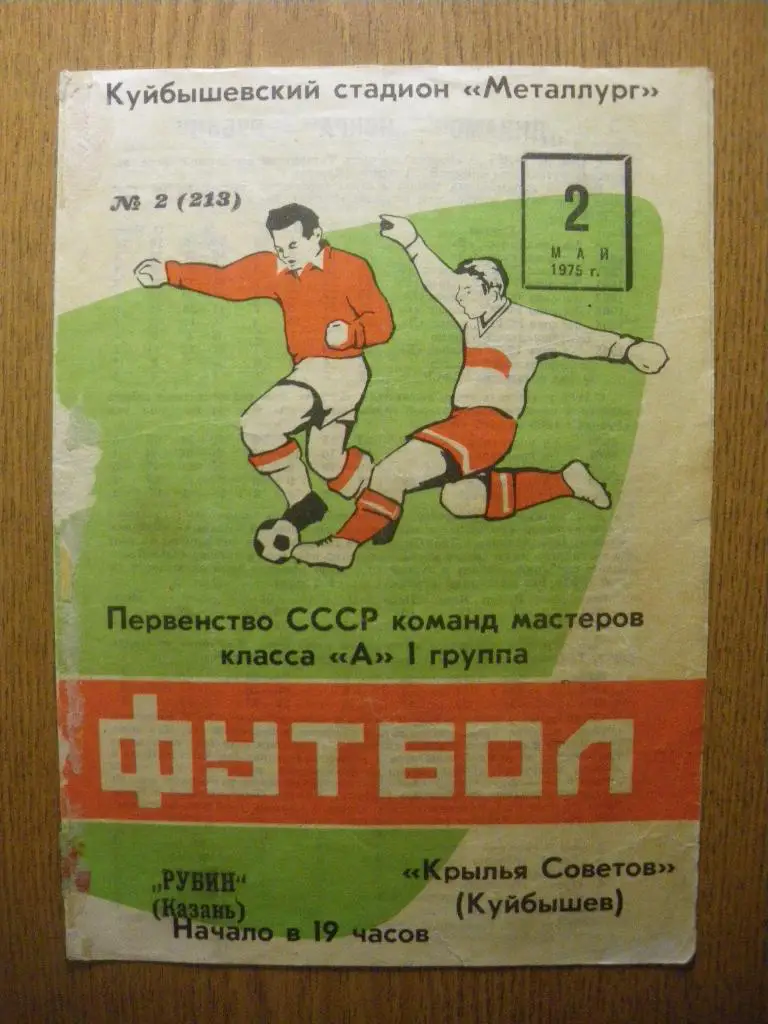 Куйбышевский стадион «Металлург»
№ 2 (213)
2
МАЙ
1975 г.
Первенство СССР команд мастеров
класса «А» I группа
ФУТБОЛ
„РУБИН“
(Казань)
«Крылья Советов»
(Куйбышев)
Начало в 19 часов